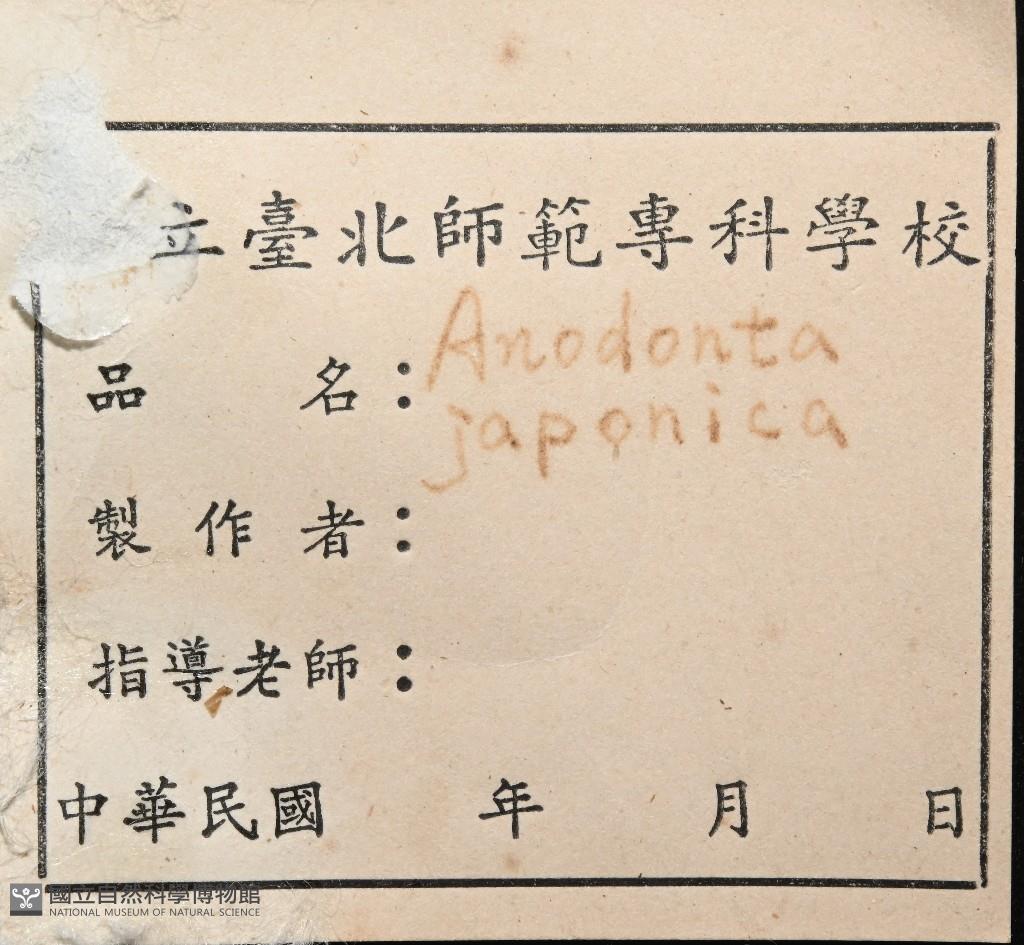 立臺北師範專科學校
品名：Anodonta
japonica
製作者：
指導老師：
中華民國 年 月 日
國立自然科學博物館
NATIONAL MUSEUM OF NATURAL SCIENCE